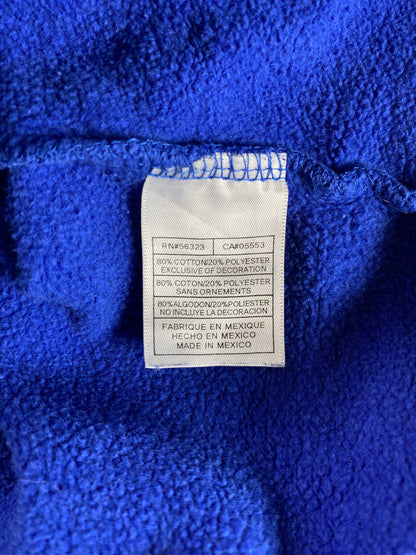 RN#56323 CA#05553
80% COTTON/20% POLYESTER
EXCLUSIVE OF DECORATION
80% COTON/20% POLYESTER
SANS ORNEMENTS
80%ALGODON/20%POLIESTER
NO INCLUYE LA DECORACION
FABRIQUE EN MEXIQUE
HECHO EN MEXICO
MADE IN MEXICO